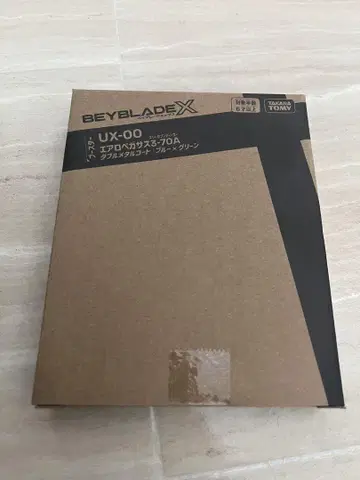 BEYBLADE X
対象年齢
6才以上
TAKARA
TOMY
ブースター
UX-00
エアロペガサス3-70A
ダブルメタルコート ブルー×グリーン